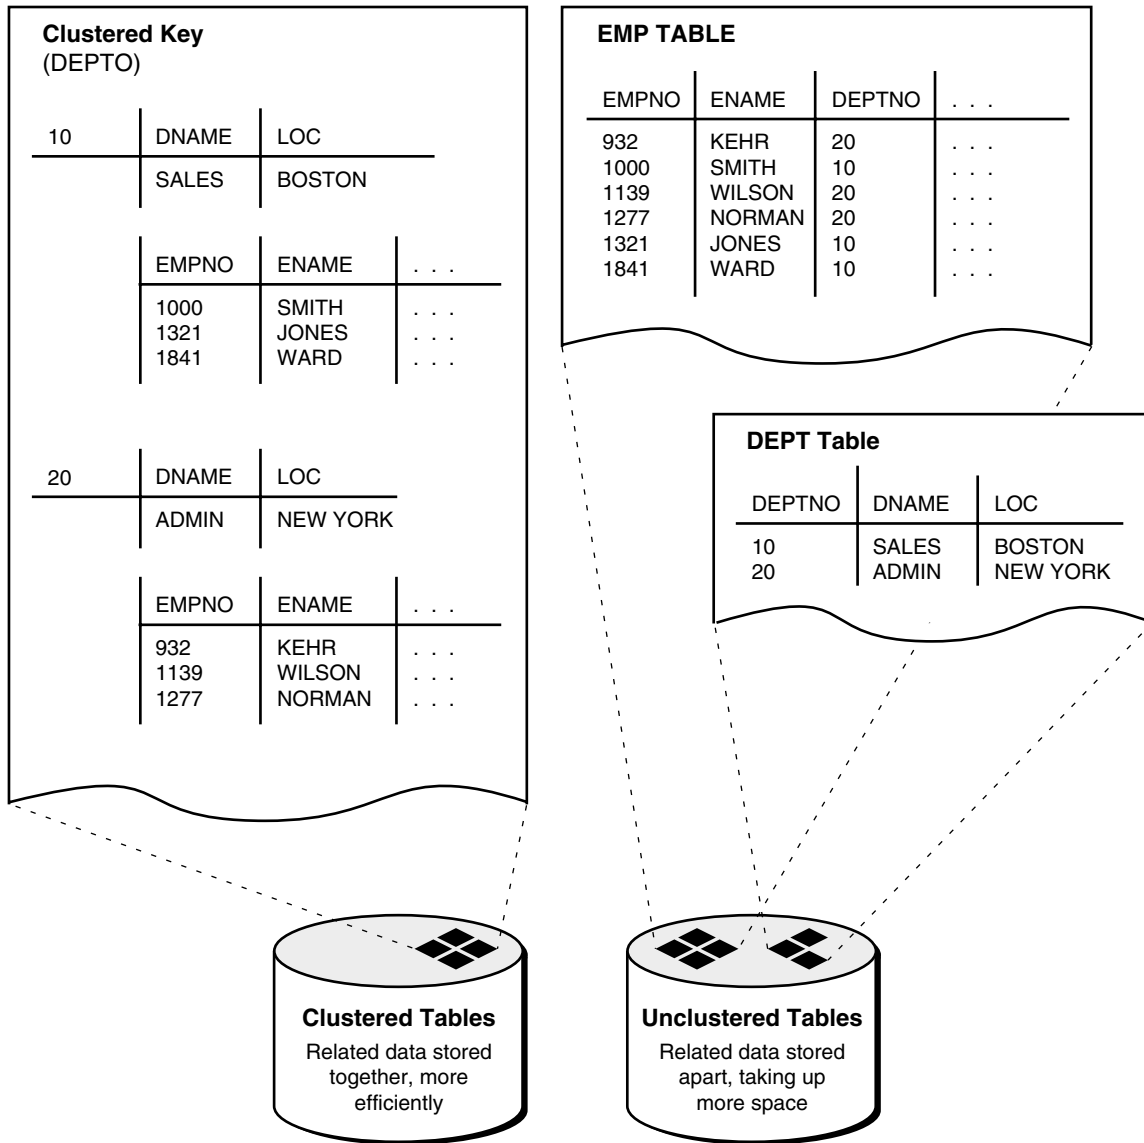 Clustered Key
(DEPTO)
10 DNAME LOC
SALES BOSTON
EMPNO ENAME . . .
1000 SMITH . . .
1321 JONES . . .
1841 WARD . . .
20 DNAME LOC
ADMIN NEW YORK
EMPNO ENAME . . .
932 KEHR . . .
1139 WILSON . . .
1277 NORMAN . . .
EMP TABLE
EMPNO ENAME DEPTNO . . .
932 KEHR 20 . . .
1000 SMITH 10 . . .
1139 WILSON 20 . . .
1277 NORMAN 20 . . .
1321 JONES 10 . . .
1841 WARD 10 . . .
DEPT Table
DEPTNO DNAME LOC
10 SALES BOSTON
20 ADMIN NEW YORK
Clustered Tables
Related data stored
together, more
efficiently
Unclustered Tables
Related data stored
apart, taking up
more space